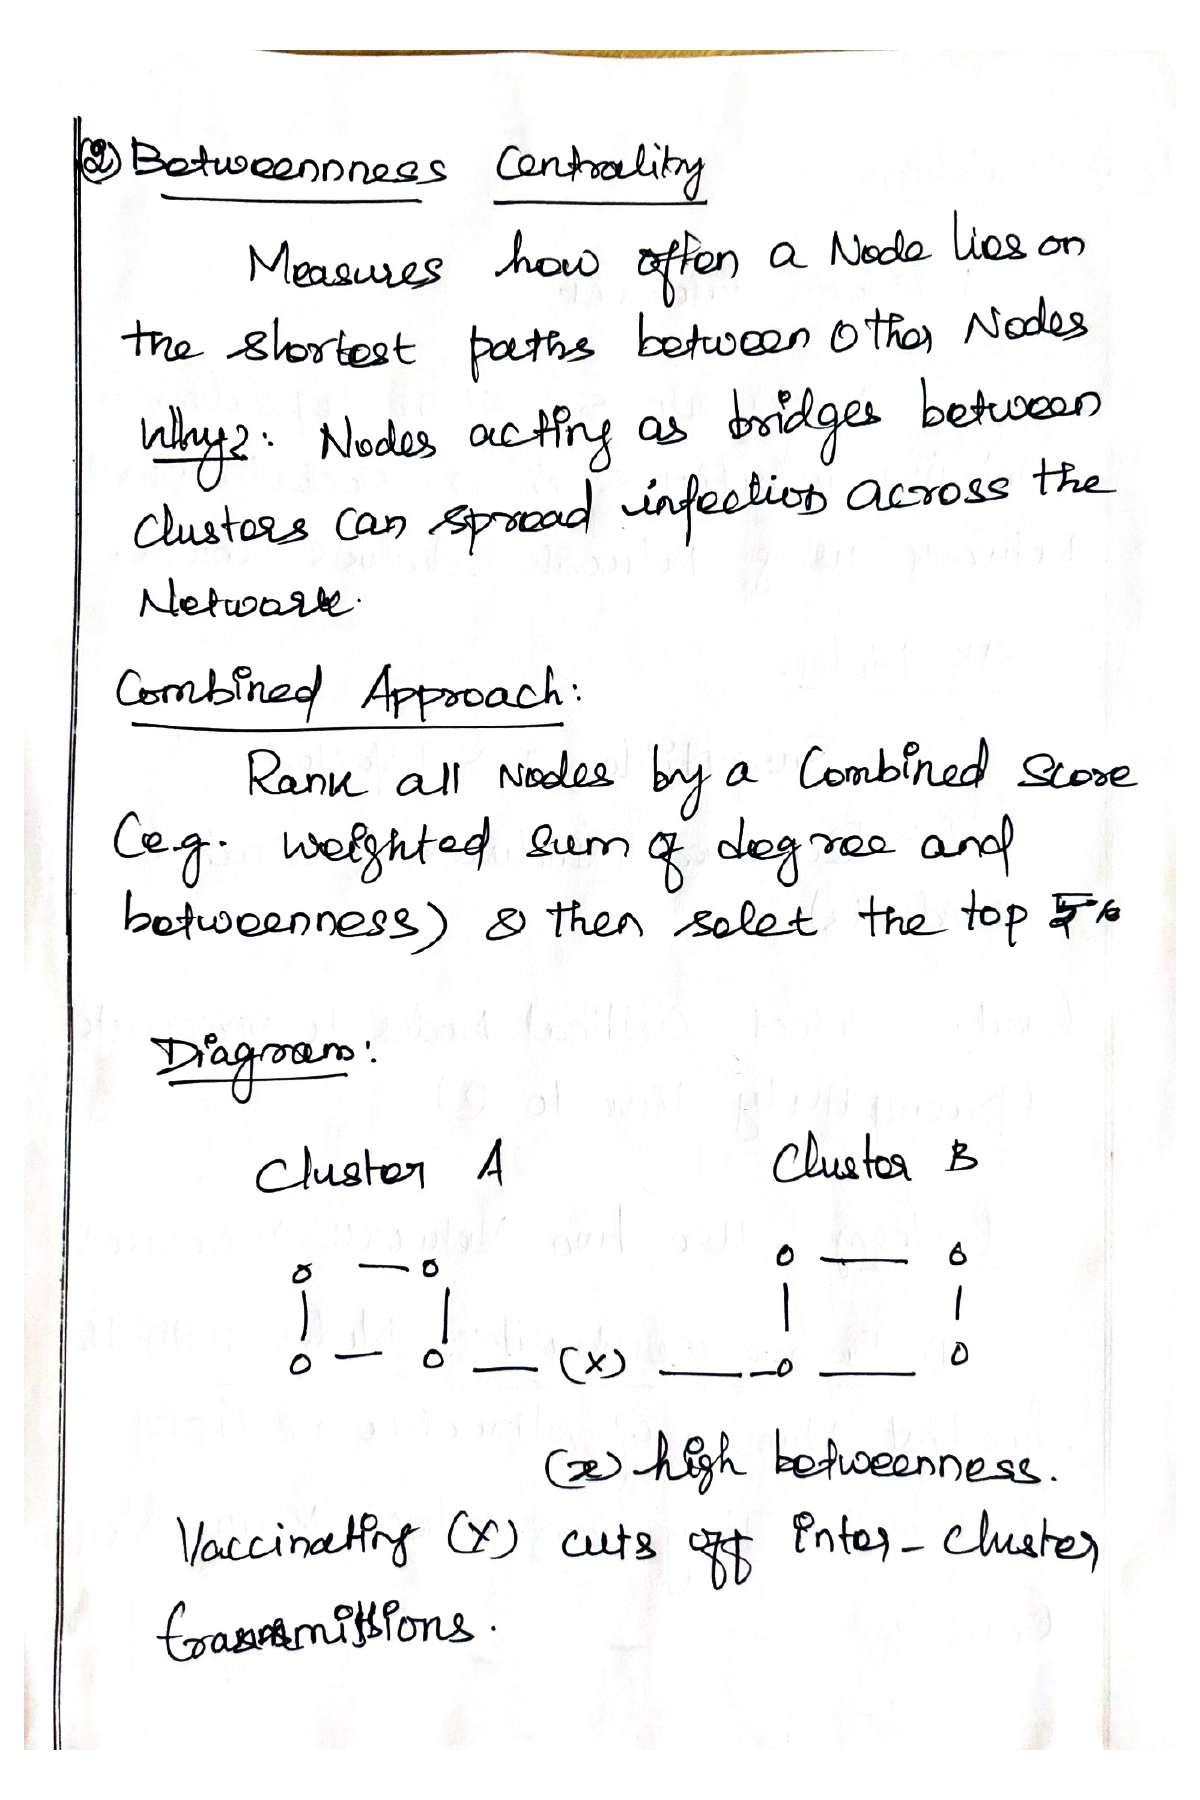 (2) Betweennness Centrality
Measures how often a Node lies on
the shortest paths between other Nodes
Why?: Nodes acting as bridges between
clusters can spread infection across the
Network.
Combined Approach:
Rank all Nodes by a Combined Score
(e.g. weighted sum of degree and
betweenness) & then selet the top 5%
Diagram:
Cluster A Cluster B
o — o o — o
| | | |
o — o — (x) — o — o
(x) high betweenness.
Vaccinating (x) cuts off inter-cluster
transmissions.